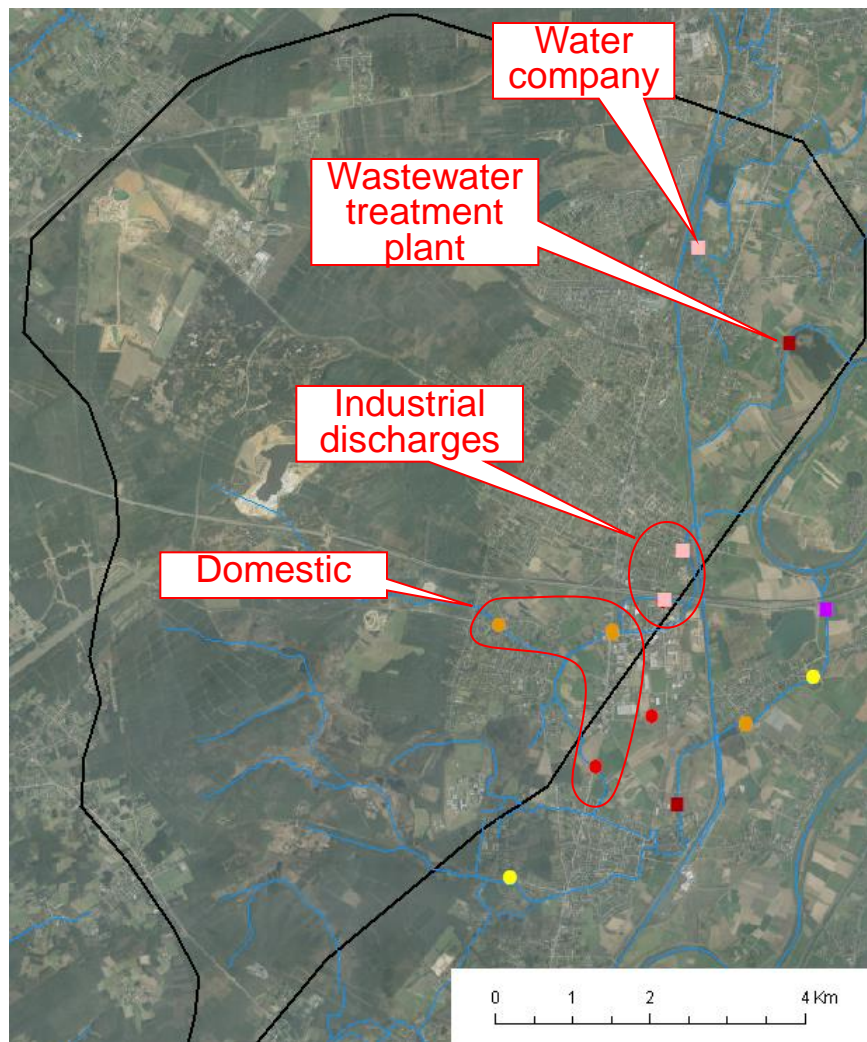 Water
company
Wastewater
treatment
plant
Industrial
discharges
Domestic
0 1 2 4 Km